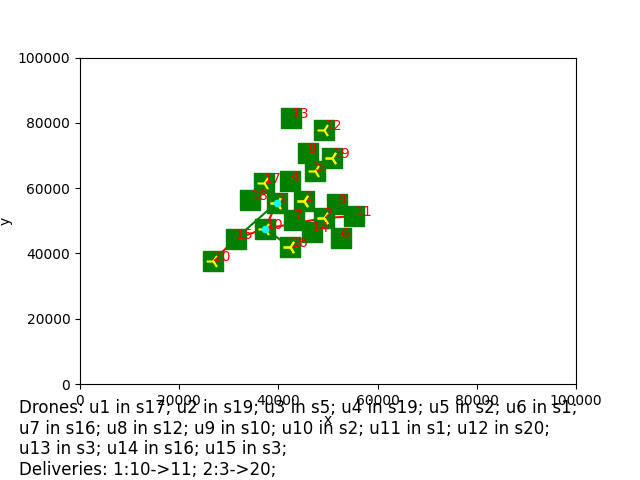 100000
80000
60000
40000
20000
0
y
0 20000 40000 60000 80000 100000
x
13
12
19
17
18
11
15
20
Drones: u1 in s17; u2 in s19; u3 in s5; u4 in s19; u5 in s2; u6 in s1;
u7 in s16; u8 in s12; u9 in s10; u10 in s2; u11 in s1; u12 in s20;
u13 in s3; u14 in s16; u15 in s3;
Deliveries: 1:10->11; 2:3->20;